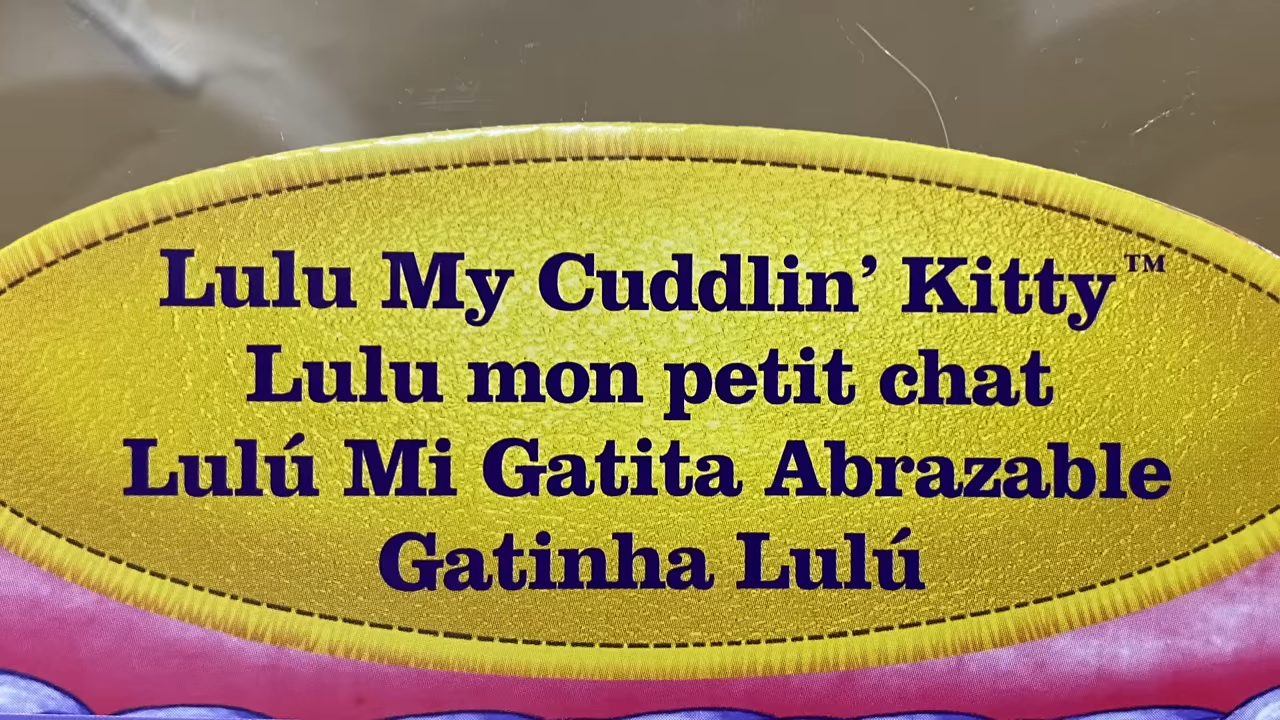 Lulu My Cuddlin’ Kitty™
Lulu mon petit chat
Lulú Mi Gatita Abrazable
Gatinha Lulú